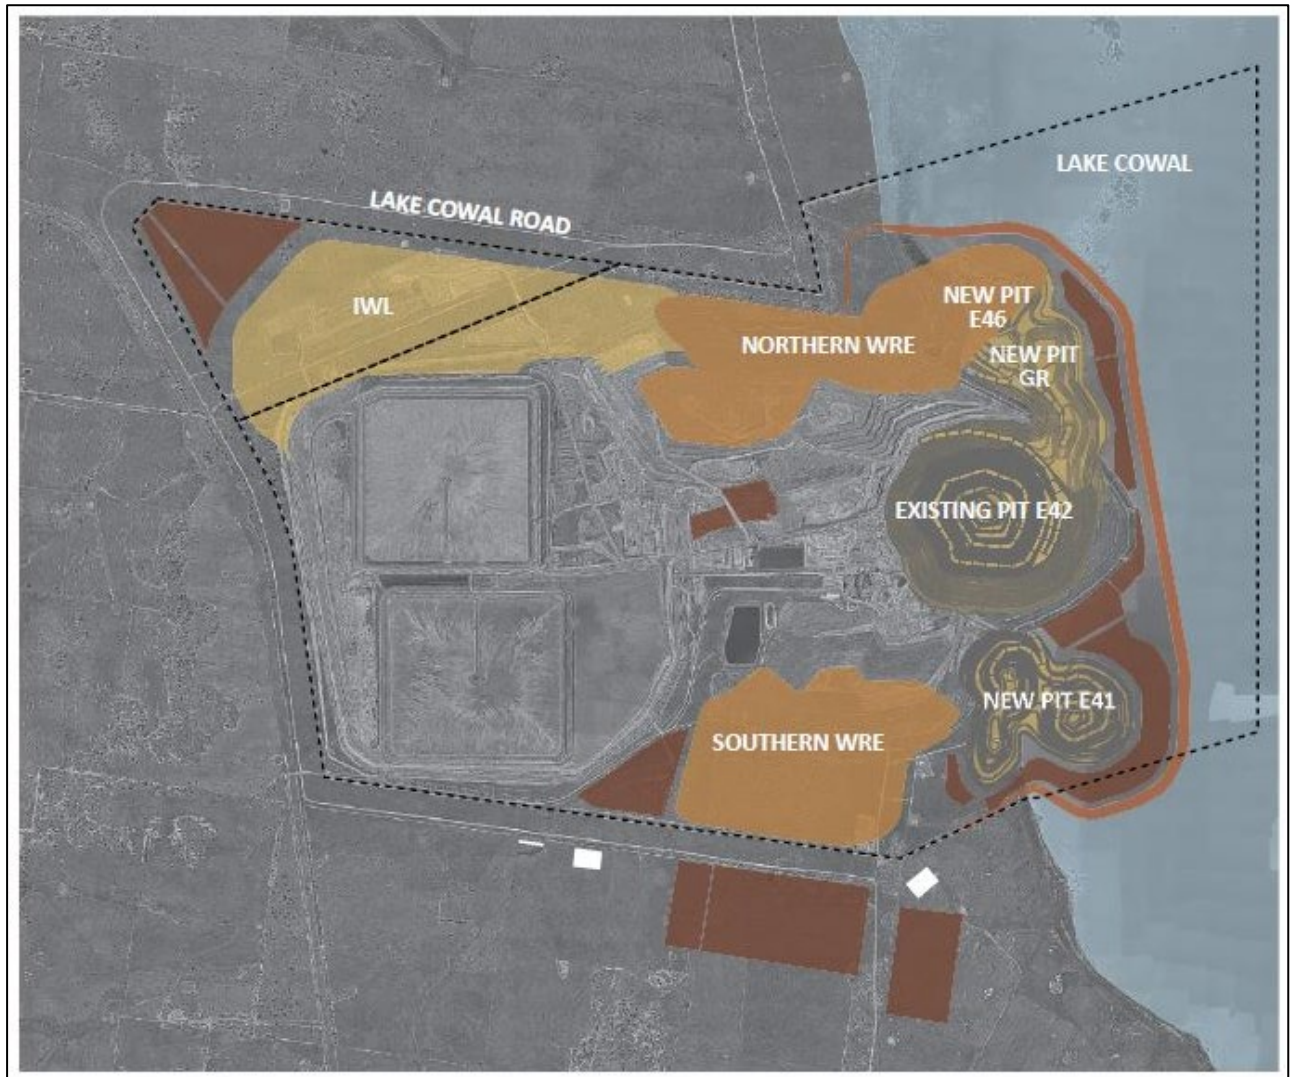 LAKE COWAL
LAKE COWAL ROAD
IWL
NEW PIT
E46
NORTHERN WRE
NEW PIT
GR
EXISTING PIT E42
NEW PIT E41
SOUTHERN WRE